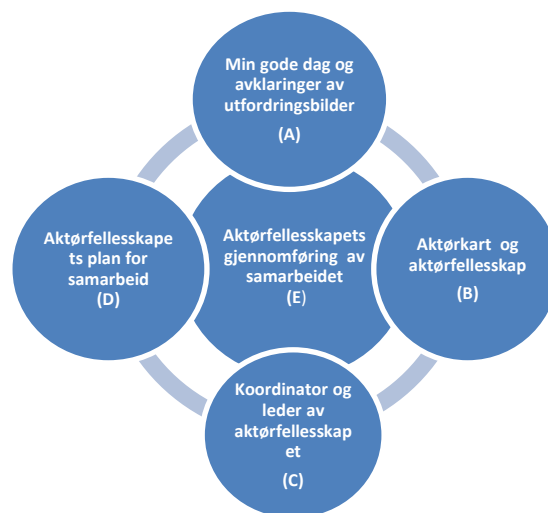 Min gode dag og
avklaringer av
utfordringsbilder
(A)
Aktørfellesskape
ts plan for
samarbeid
(D)
Aktørfellesskapets
gjennomføring av
samarbeidet
(E)
Aktørkart og
aktørfellesskap
(B)
Koordinator og
leder av
aktørfellesskap
et
(C)